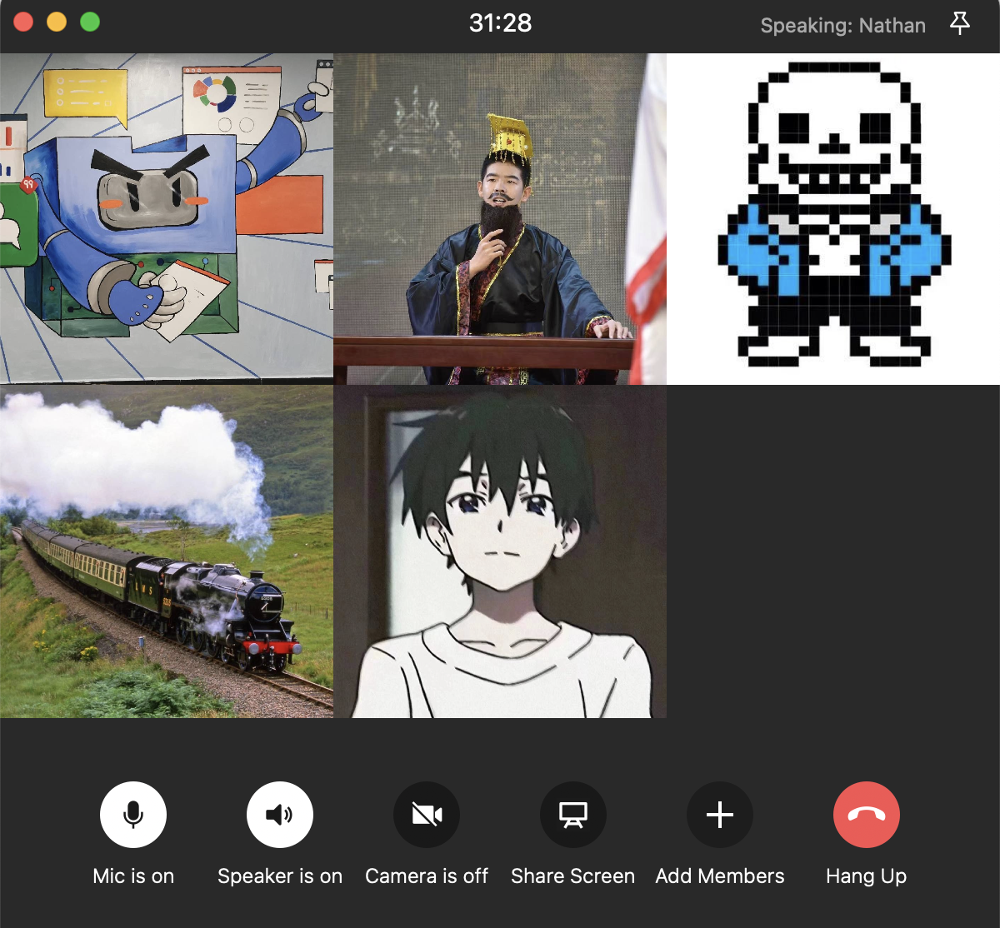 31:28
Speaking: Nathan
99
L M S
Mic is on
Speaker is on
Camera is off
Share Screen
Add Members
Hang Up